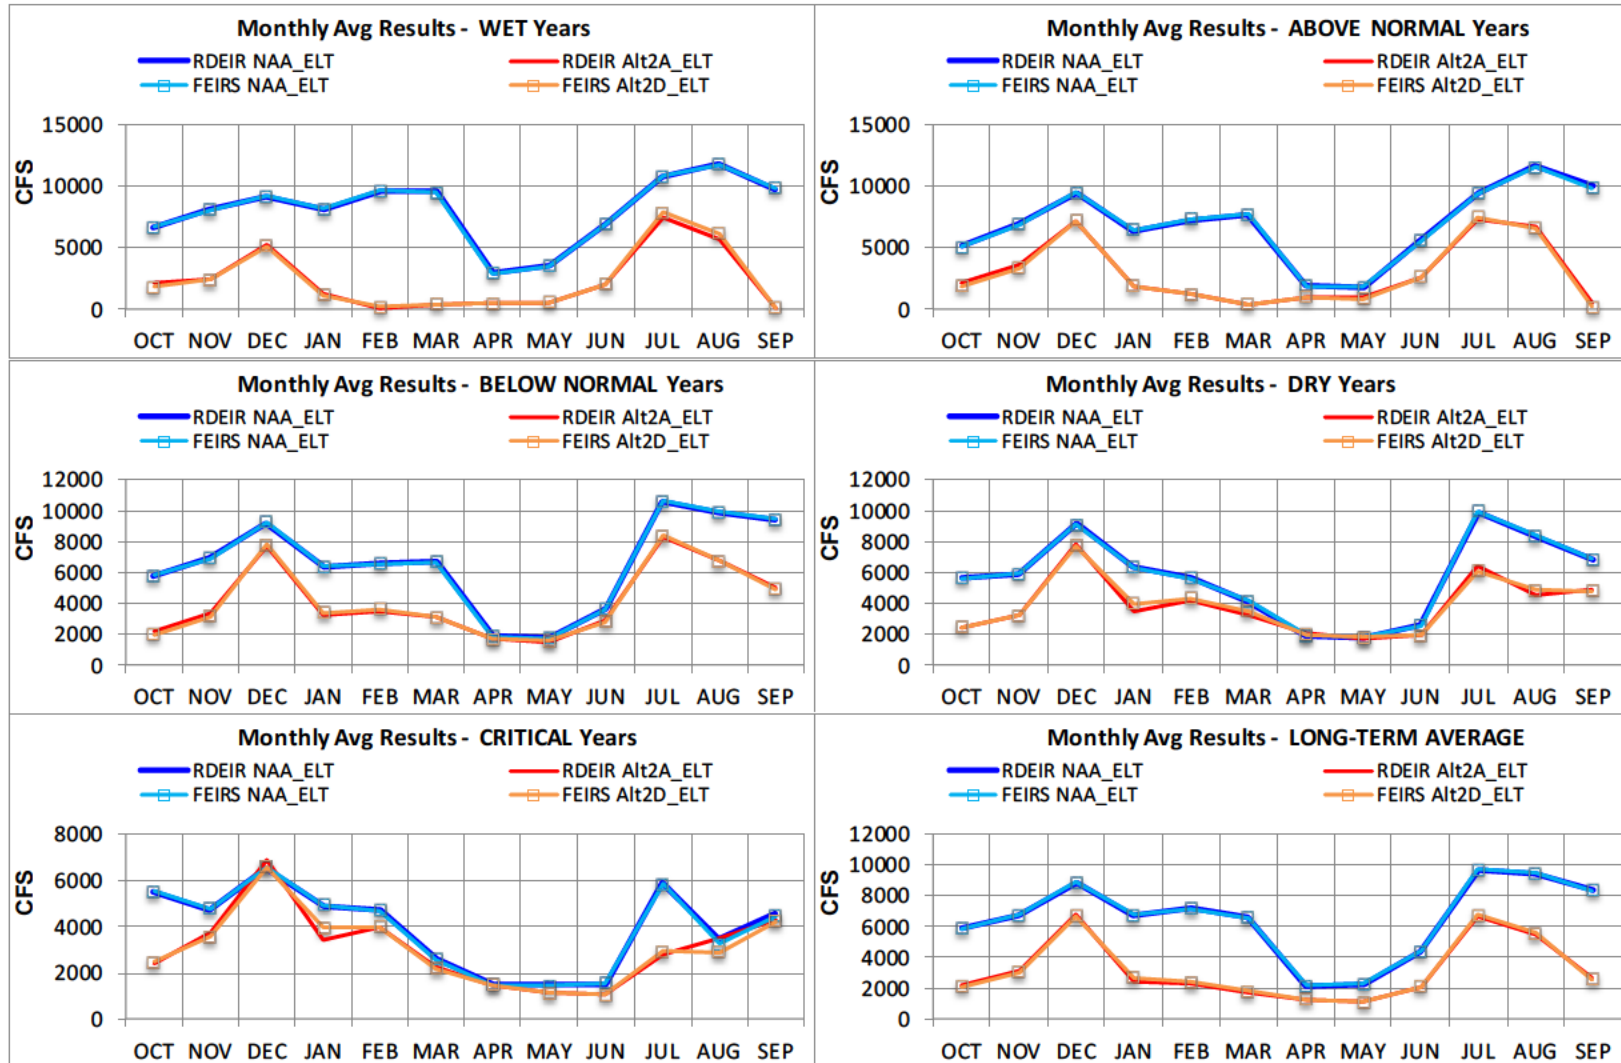 Monthly Avg Results - WET Years
RDEIR NAA_ELT
RDEIR Alt2A_ELT
FEIRS NAA_ELT
FEIRS Alt2D_ELT
CFS
15000
10000
5000
0
OCT NOV DEC JAN FEB MAR APR MAY JUN JUL AUG SEP
Monthly Avg Results - ABOVE NORMAL Years
RDEIR NAA_ELT
RDEIR Alt2A_ELT
FEIRS NAA_ELT
FEIRS Alt2D_ELT
CFS
15000
10000
5000
0
OCT NOV DEC JAN FEB MAR APR MAY JUN JUL AUG SEP
Monthly Avg Results - BELOW NORMAL Years
RDEIR NAA_ELT
RDEIR Alt2A_ELT
FEIRS NAA_ELT
FEIRS Alt2D_ELT
CFS
12000
10000
8000
6000
4000
2000
0
OCT NOV DEC JAN FEB MAR APR MAY JUN JUL AUG SEP
Monthly Avg Results - DRY Years
RDEIR NAA_ELT
RDEIR Alt2A_ELT
FEIRS NAA_ELT
FEIRS Alt2D_ELT
CFS
12000
10000
8000
6000
4000
2000
0
OCT NOV DEC JAN FEB MAR APR MAY JUN JUL AUG SEP
Monthly Avg Results - CRITICAL Years
RDEIR NAA_ELT
RDEIR Alt2A_ELT
FEIRS NAA_ELT
FEIRS Alt2D_ELT
CFS
8000
6000
4000
2000
0
OCT NOV DEC JAN FEB MAR APR MAY JUN JUL AUG SEP
Monthly Avg Results - LONG-TERM AVERAGE
RDEIR NAA_ELT
RDEIR Alt2A_ELT
FEIRS NAA_ELT
FEIRS Alt2D_ELT
CFS
12000
10000
8000
6000
4000
2000
0
OCT NOV DEC JAN FEB MAR APR MAY JUN JUL AUG SEP